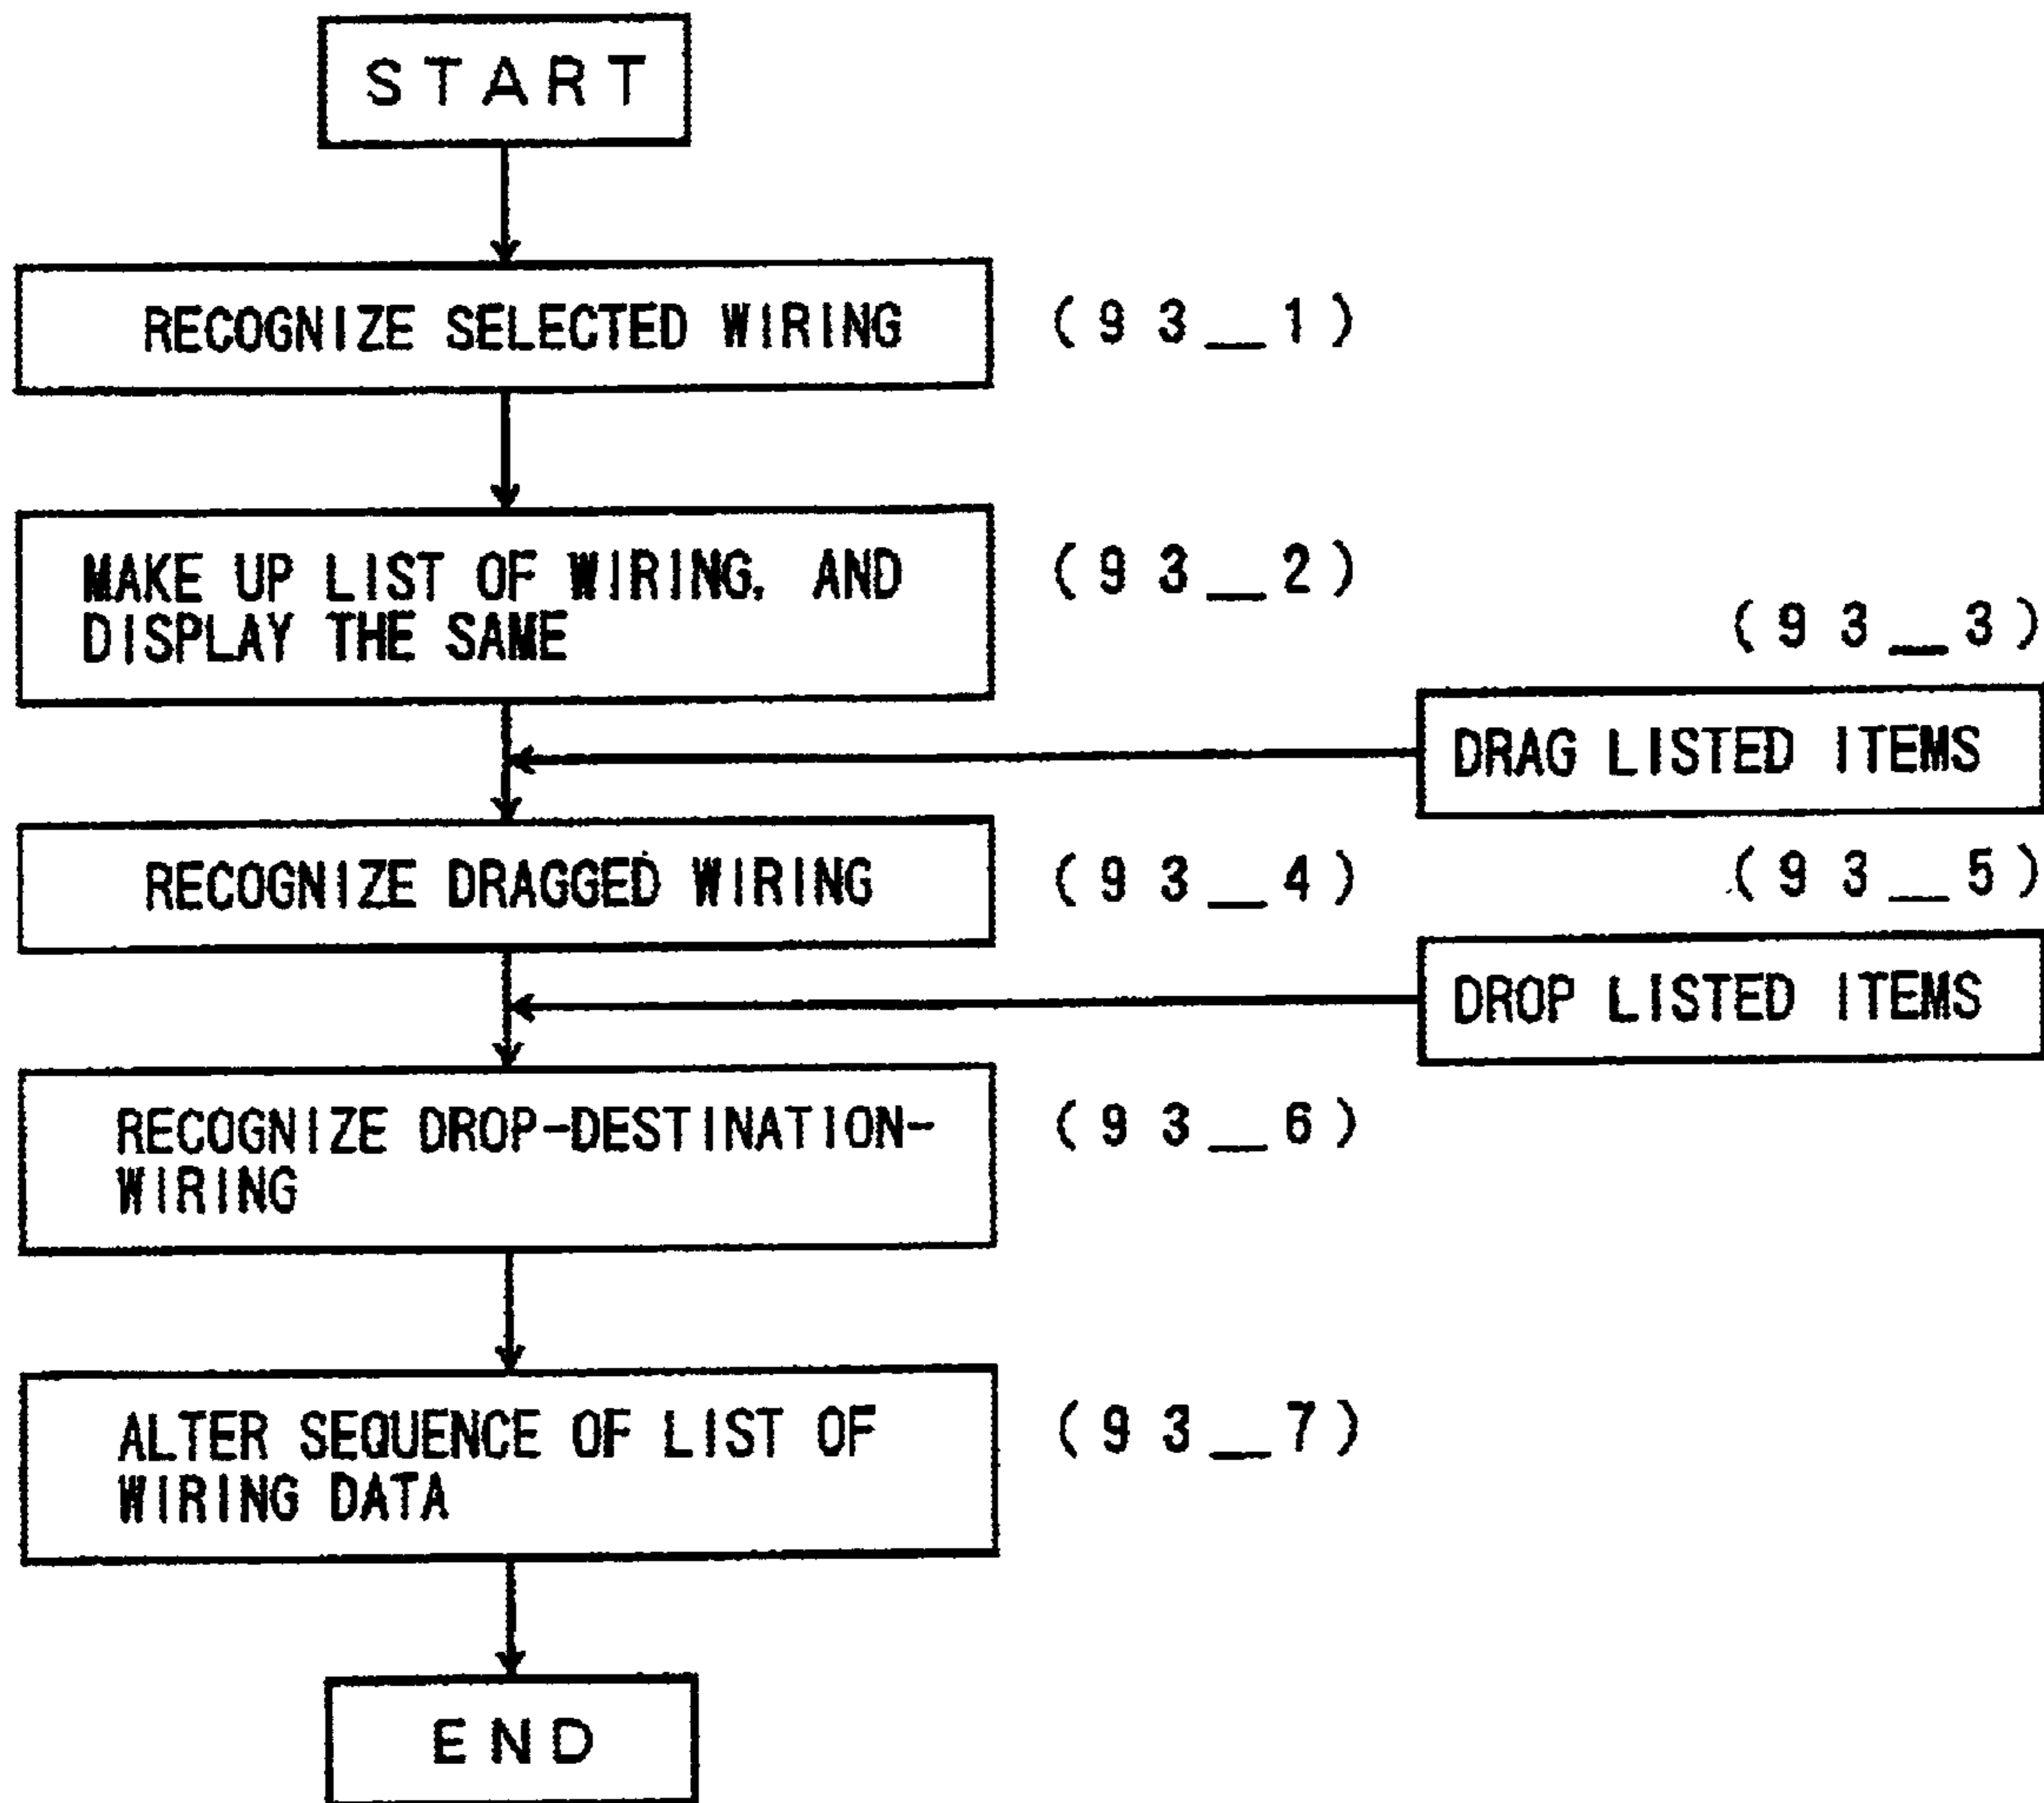 START
RECOGNIZE SELECTED WIRING (93_1)
MAKE UP LIST OF WIRING, AND (93_2)
DISPLAY THE SAME
(93_3)
DRAG LISTED ITEMS
RECOGNIZE DRAGGED WIRING (93_4)
(93_5)
DROP LISTED ITEMS
RECOGNIZE DROP-DESTINATION- (93_6)
WIRING
ALTER SEQUENCE OF LIST OF (93_7)
WIRING DATA
END